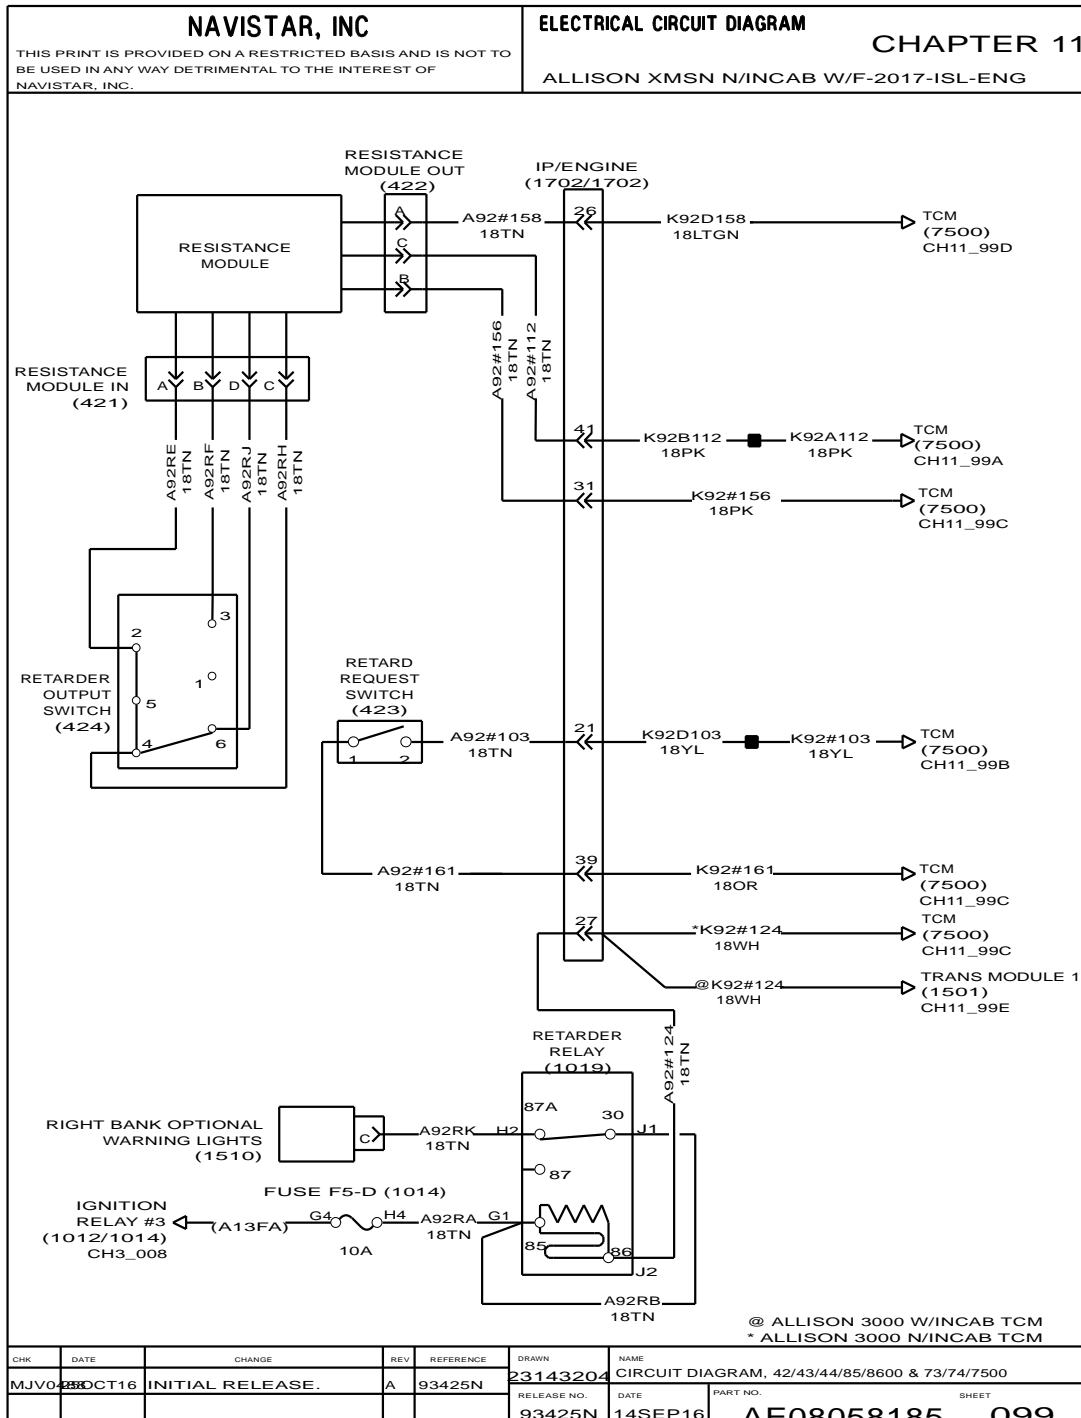 NAVISTAR, INC
THIS PRINT IS PROVIDED ON A RESTRICTED BASIS AND IS NOT TO
BE USED IN ANY WAY DETRIMENTAL TO THE INTEREST OF
NAVISTAR, INC.
ELECTRICAL CIRCUIT DIAGRAM
CHAPTER 11
ALLISON XMSN N/INCAB W/F-2017-ISL-ENG
RESISTANCE
MODULE OUT
(422)
IP/ENGINE
(1702/1702)
RESISTANCE
MODULE
A
C
B
A92#158
18TN
26
K92D158
18LTGN
TCM
(7500)
CH11_99D
A92#156
18TN
A92#112
18TN
RESISTANCE
MODULE IN
(421)
A
B
D
C
A92RE
18TN
A92RF
18TN
A92RJ
18TN
A92RH
18TN
41
K92B112
18PK
K92A112
18PK
TCM
(7500)
CH11_99A
31
K92#156
18PK
TCM
(7500)
CH11_99C
RETARDER
OUTPUT
SWITCH
(424)
2
3
1
5
4
6
RETARD
REQUEST
SWITCH
(423)
1
2
A92#103
18TN
21
K92D103
18YL
K92#103
18YL
TCM
(7500)
CH11_99B
A92#161
18TN
39
K92#161
18OR
TCM
(7500)
CH11_99C
27
*K92#124
18WH
TCM
(7500)
CH11_99C
@K92#124
18WH
TRANS MODULE 1
(1501)
CH11_99E
A92#124
18TN
RETARDER
RELAY
(1019)
87A
30
H2
J1
87
85
86
G1
J2
RIGHT BANK OPTIONAL
WARNING LIGHTS
(1510)
C
A92RK
18TN
FUSE F5-D (1014)
IGNITION
RELAY #3
(1012/1014)
CH3_008
(A13FA)
G4
H4
10A
A92RA
18TN
A92RB
18TN
@ ALLISON 3000 W/INCAB TCM
* ALLISON 3000 N/INCAB TCM
CHK
DATE
CHANGE
REV
REFERENCE
DRAWN
NAME
OCT16
INITIAL RELEASE.
A
93425N
23143204
CIRCUIT DIAGRAM, 42/43/44/85/8600 & 73/74/7500
RELEASE NO.
DATE
PART NO.
SHEET
93425N
14SEP16
AE08058185
099